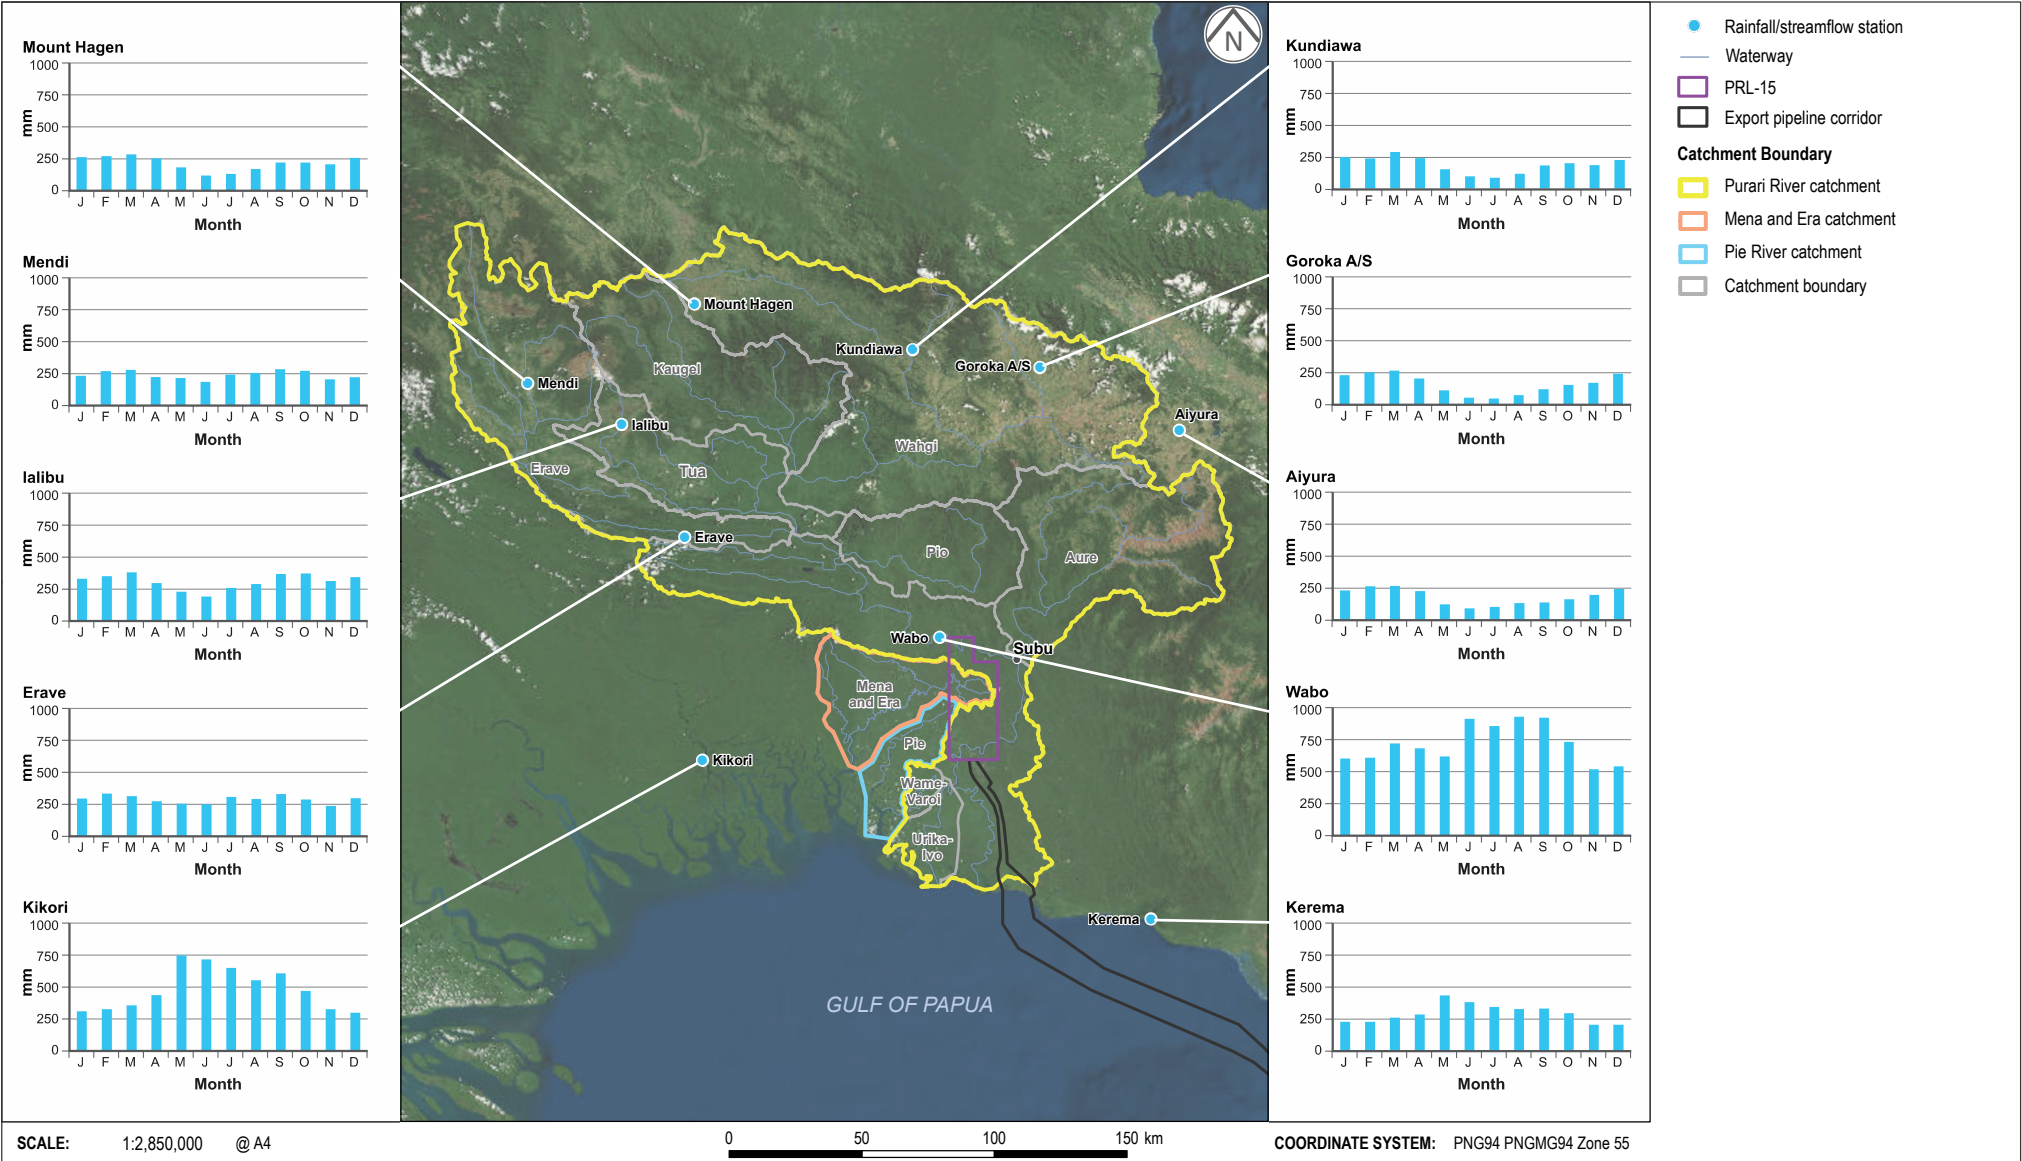 Mount Hagen
1000
750
500
250
0
mm
J F M A M J J A S O N D
Month
Mendi
1000
750
500
250
0
mm
J F M A M J J A S O N D
Month
Ialibu
1000
750
500
250
0
mm
J F M A M J J A S O N D
Month
Erave
1000
750
500
250
0
mm
J F M A M J J A S O N D
Month
Kikori
1000
750
500
250
0
mm
J F M A M J J A S O N D
Month
N
Mount Hagen
Kundiawa
Goroka A/S
Kaugel
Mendi
Aiyura
Ialibu
Wahgi
Erave
Tua
Erave
Pio
Aure
Wabo
Subu
Mena
and Era
Pie
Kikori
Wame-
Varoi
Urika-
Ivo
Kerema
GULF OF PAPUA
Kundiawa
1000
750
500
250
0
mm
J F M A M J J A S O N D
Month
Goroka A/S
1000
750
500
250
0
mm
J F M A M J J A S O N D
Month
Aiyura
1000
750
500
250
0
mm
J F M A M J J A S O N D
Month
Wabo
1000
750
500
250
0
mm
J F M A M J J A S O N D
Month
Kerema
1000
750
500
250
0
mm
J F M A M J J A S O N D
Month
Rainfall/streamflow station
Waterway
PRL-15
Export pipeline corridor
Catchment Boundary
Purari River catchment
Mena and Era catchment
Pie River catchment
Catchment boundary
SCALE: 1:2,850,000 @ A4
0 50 100 150 km
COORDINATE SYSTEM: PNG94 PNGMG94 Zone 55